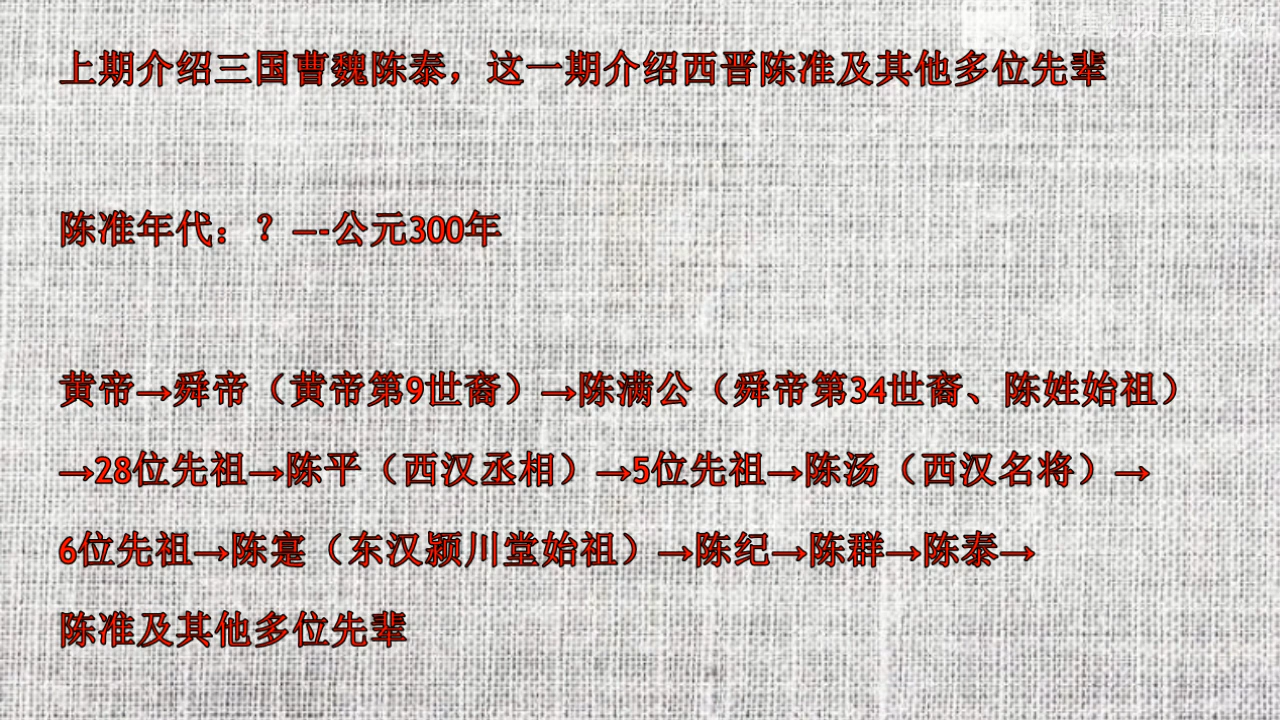 上期介绍三国曹魏陈泰，这一期介绍西晋陈准及其他多位先辈
陈准年代：？—-公元300年
黄帝→舜帝（黄帝第9世裔）→陈满公（舜帝第34世裔、陈姓始祖）
→28位先祖→陈平（西汉丞相）→5位先祖→陈汤（西汉名将）→
6位先祖→陈寔（东汉颍川堂始祖）→陈纪→陈群→陈泰→
陈准及其他多位先辈